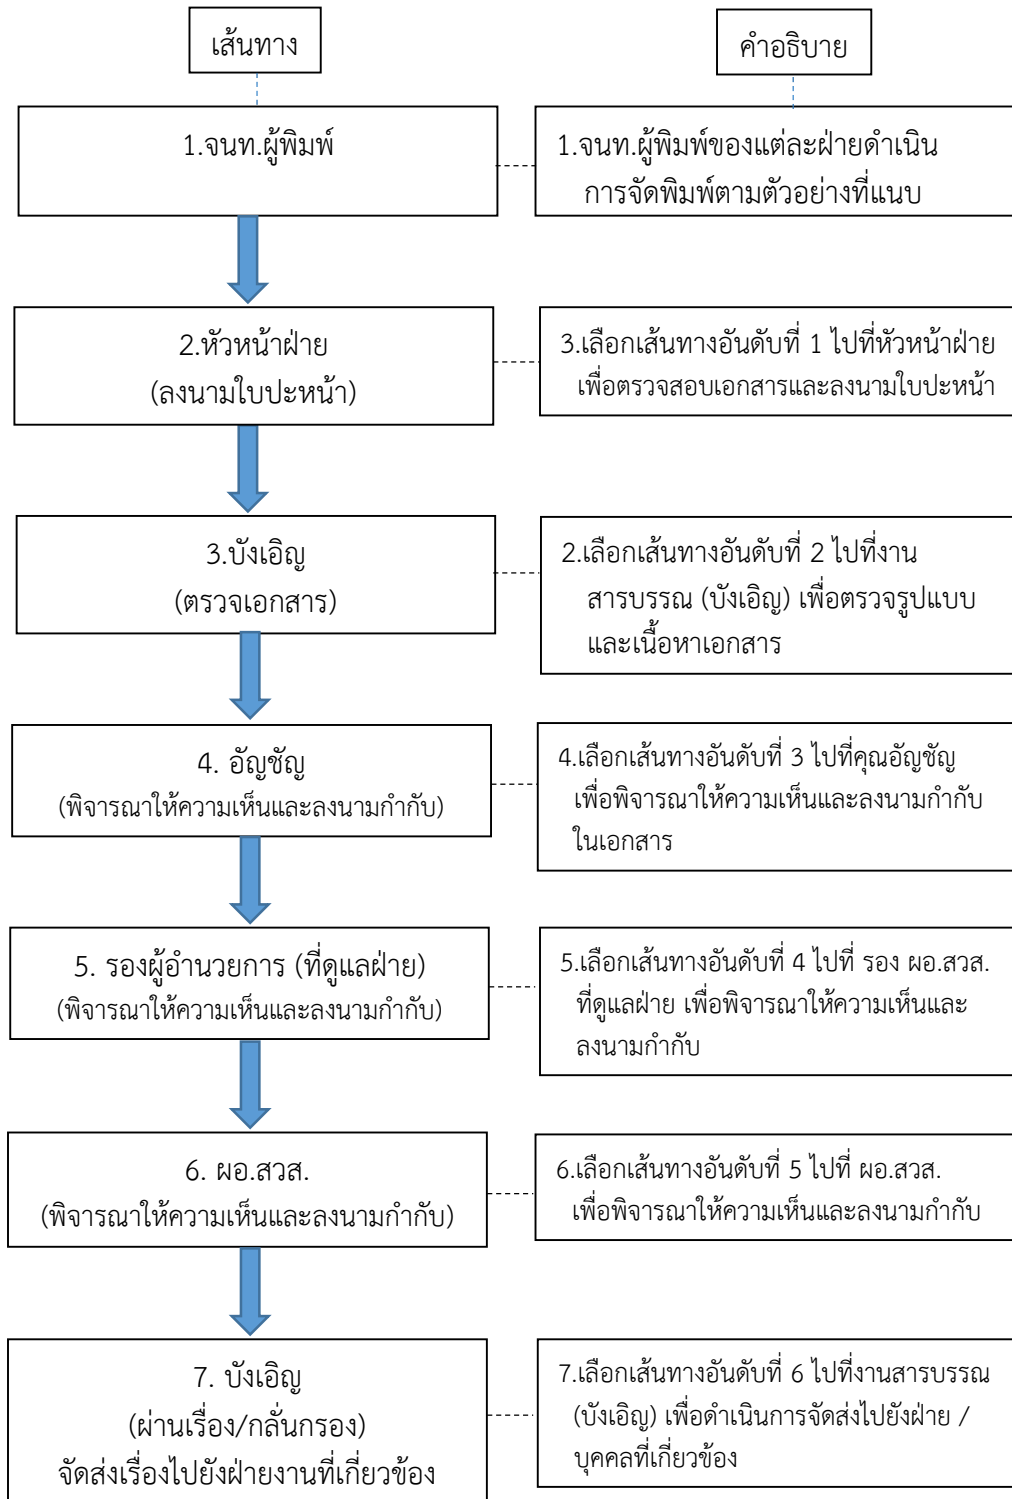 เส้นทาง
คำอธิบาย
1.จนท.ผู้พิมพ์
1.จนท.ผู้พิมพ์ของแต่ละฝ่ายดำเนิน
การจัดพิมพ์ตามตัวอย่างที่แนบ
2.หัวหน้าฝ่าย
(ลงนามใบปะหน้า)
3.เลือกเส้นทางอันดับที่ 1 ไปที่หัวหน้าฝ่าย
เพื่อตรวจสอบเอกสารและลงนามใบปะหน้า
3.บังเอิญ
(ตรวจเอกสาร)
2.เลือกเส้นทางอันดับที่ 2 ไปที่งาน
สารบรรณ (บังเอิญ) เพื่อตรวจรูปแบบ
และเนื้อหาเอกสาร
4. อัญชัญ
(พิจารณาให้ความเห็นและลงนามกำกับ)
4.เลือกเส้นทางอันดับที่ 3 ไปที่คุณอัญชัญ
เพื่อพิจารณาให้ความเห็นและลงนามกำกับ
ในเอกสาร
5. รองผู้อำนวยการ (ที่ดูแลฝ่าย)
(พิจารณาให้ความเห็นและลงนามกำกับ)
5.เลือกเส้นทางอันดับที่ 4 ไปที่ รอง ผอ.สวส.
ที่ดูแลฝ่าย เพื่อพิจารณาให้ความเห็นและ
ลงนามกำกับ
6. ผอ.สวส.
(พิจารณาให้ความเห็นและลงนามกำกับ)
6.เลือกเส้นทางอันดับที่ 5 ไปที่ ผอ.สวส.
เพื่อพิจารณาให้ความเห็นและลงนามกำกับ
7. บังเอิญ
(ผ่านเรื่อง/กลั่นกรอง)
จัดส่งเรื่องไปยังฝ่ายงานที่เกี่ยวข้อง
7.เลือกเส้นทางอันดับที่ 6 ไปที่งานสารบรรณ
(บังเอิญ) เพื่อดำเนินการจัดส่งไปยังฝ่าย /
บุคคลที่เกี่ยวข้อง